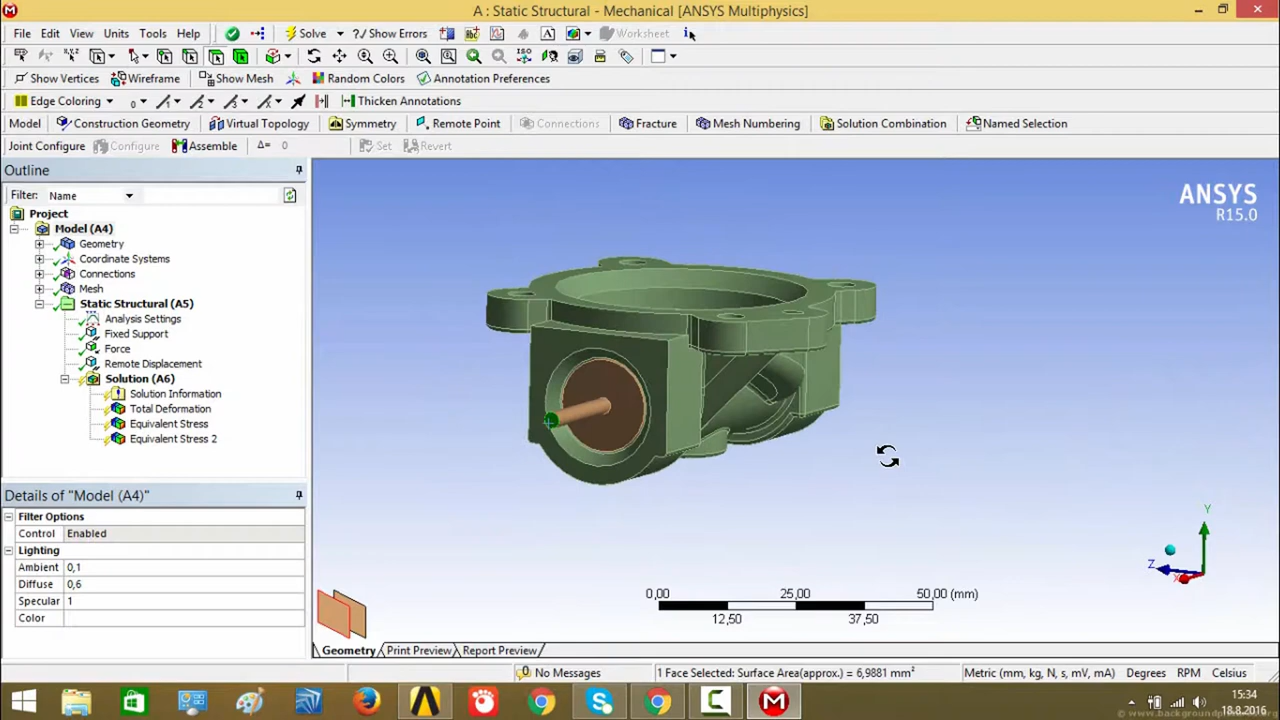 A : Static Structural - Mechanical [ANSYS Multiphysics]
File Edit View Units Tools Help Solve ?/ Show Errors A Worksheet i
Show Vertices Wireframe Show Mesh Random Colors Annotation Preferences
Edge Coloring Thicken Annotations
Model Construction Geometry Virtual Topology Symmetry Remote Point Connections Fracture Mesh Numbering Solution Combination Named Selection
Joint Configure Configure Assemble Δ= 0 Set Revert
Outline
Filter: Name
Project
Model (A4)
Geometry
Coordinate Systems
Connections
Mesh
Static Structural (A5)
Analysis Settings
Fixed Support
Force
Remote Displacement
Solution (A6)
Solution Information
Total Deformation
Equivalent Stress
Equivalent Stress 2
Details of "Model (A4)"
Filter Options
Control Enabled
Lighting
Ambient 0,1
Diffuse 0,6
Specular 1
Color
ANSYS
R15.0
Y
Z
X
0,00 25,00 50,00 (mm)
12,50 37,50
Geometry Print Preview Report Preview
No Messages 1 Face Selected: Surface Area(approx.) = 6,9881 mm² Metric (mm, kg, N, s, mV, mA) Degrees RPM Celsius
15:34
18.8.2016